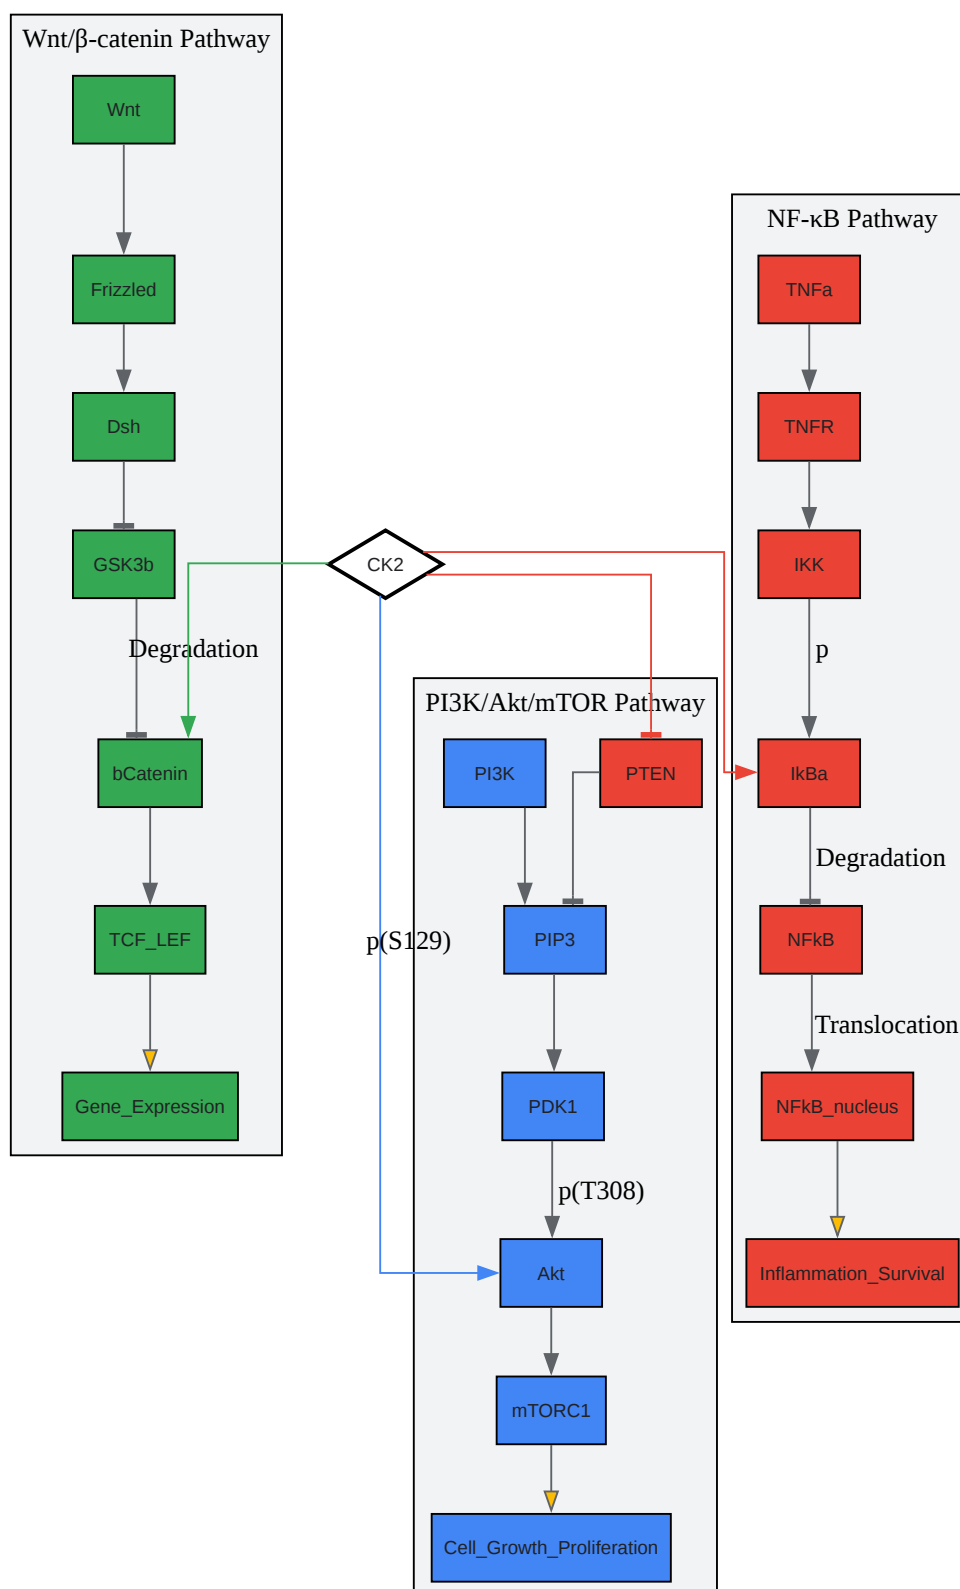 Wnt/β-catenin Pathway
Wnt
Frizzled
Dsh
GSK3b
Degradation
bCatenin
TCF_LEF
Gene_Expression
CK2
p(S129)
PI3K/Akt/mTOR Pathway
PI3K
PTEN
PIP3
PDK1
p(T308)
Akt
mTORC1
Cell_Growth_Proliferation
NF-κB Pathway
TNFa
TNFR
IKK
p
IkBa
Degradation
NFkB
Translocation
NFkB_nucleus
Inflammation_Survival